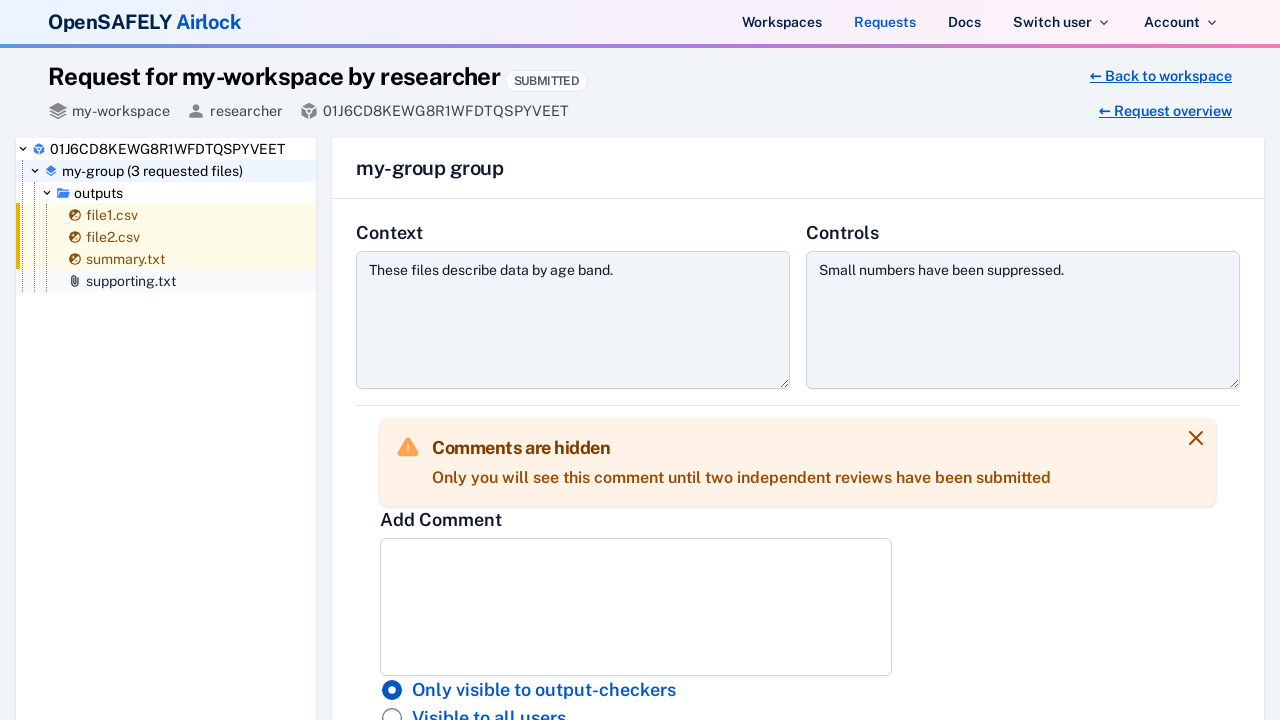 OpenSAFELY Airlock
Workspaces Requests Docs Switch user Account
Request for my-workspace by researcher SUBMITTED
← Back to workspace
my-workspace researcher 01J6CD8KEWG8R1WFDTQSPYVEET
← Request overview
01J6CD8KEWG8R1WFDTQSPYVEET
my-group (3 requested files)
outputs
file1.csv
file2.csv
summary.txt
supporting.txt
my-group group
Context
These files describe data by age band.
Controls
Small numbers have been suppressed.
Comments are hidden
Only you will see this comment until two independent reviews have been submitted
Add Comment
Only visible to output-checkers
Visible to all users